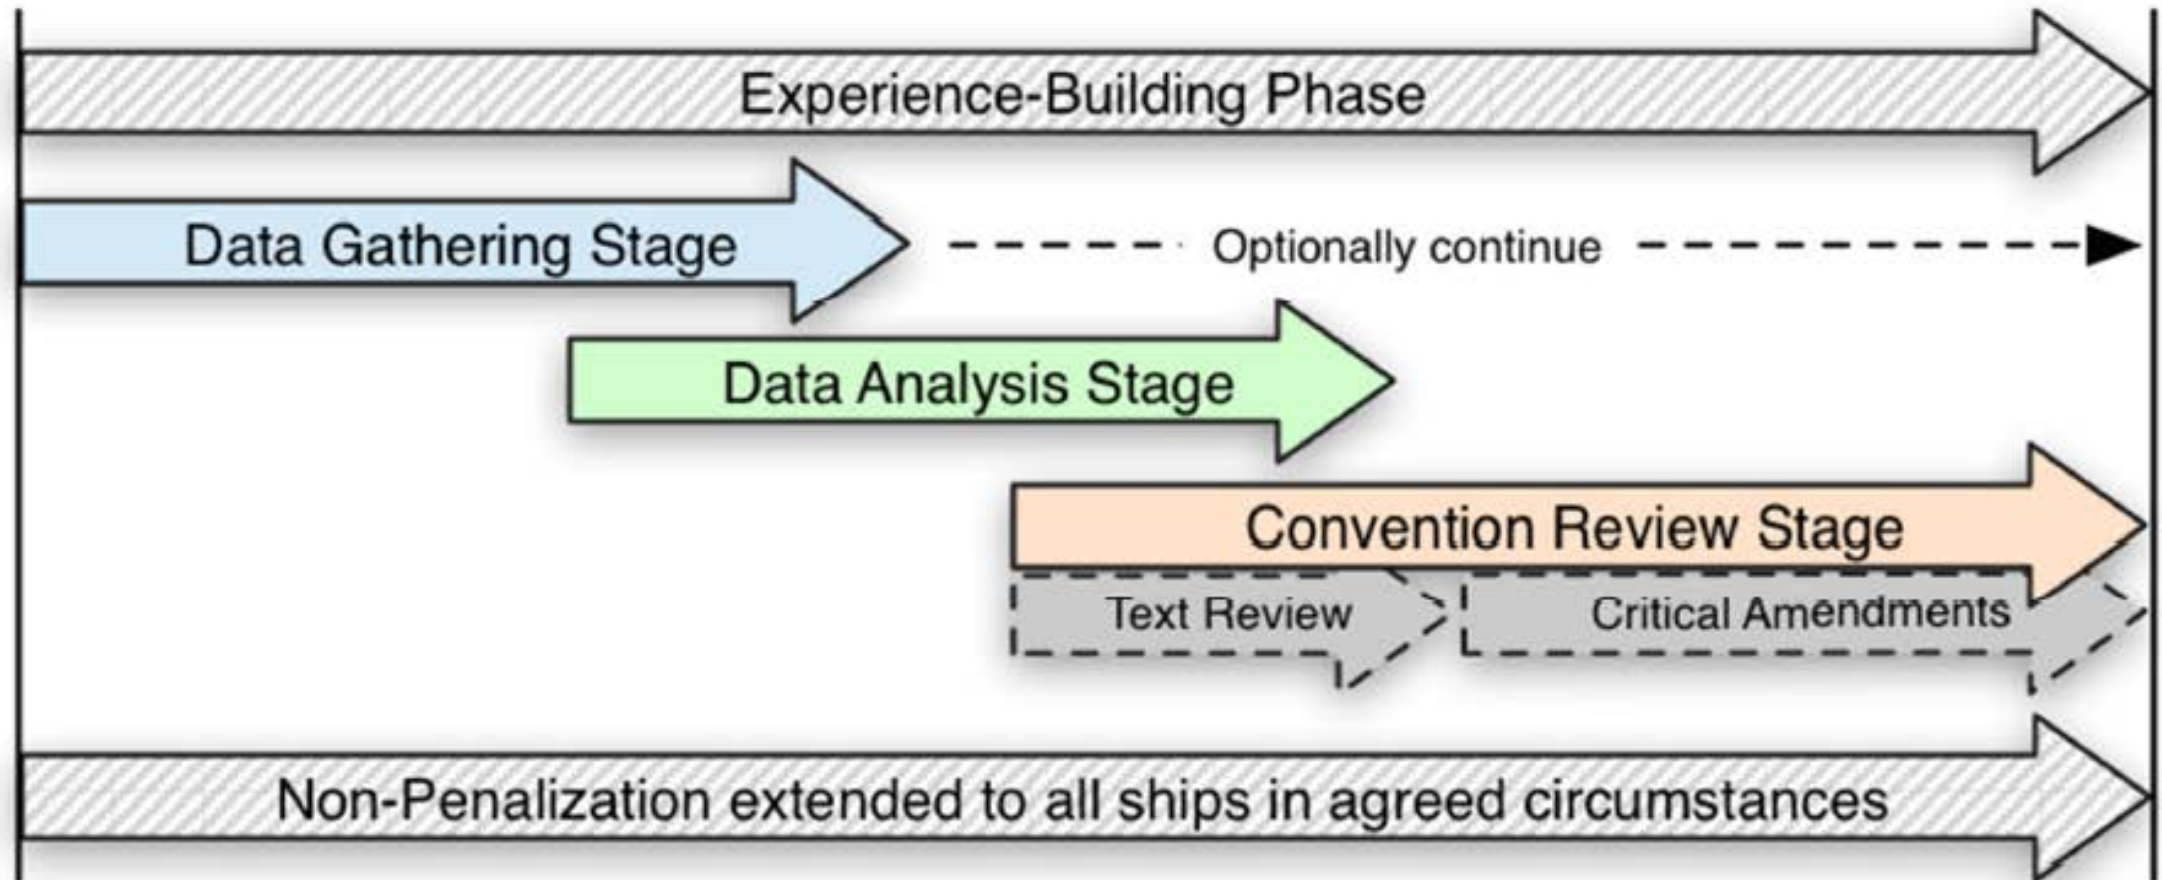 Experience-Building Phase
Data Gathering Stage
Optionally continue
Data Analysis Stage
Convention Review Stage
Text Review
Critical Amendments
Non-Penalization extended to all ships in agreed circumstances